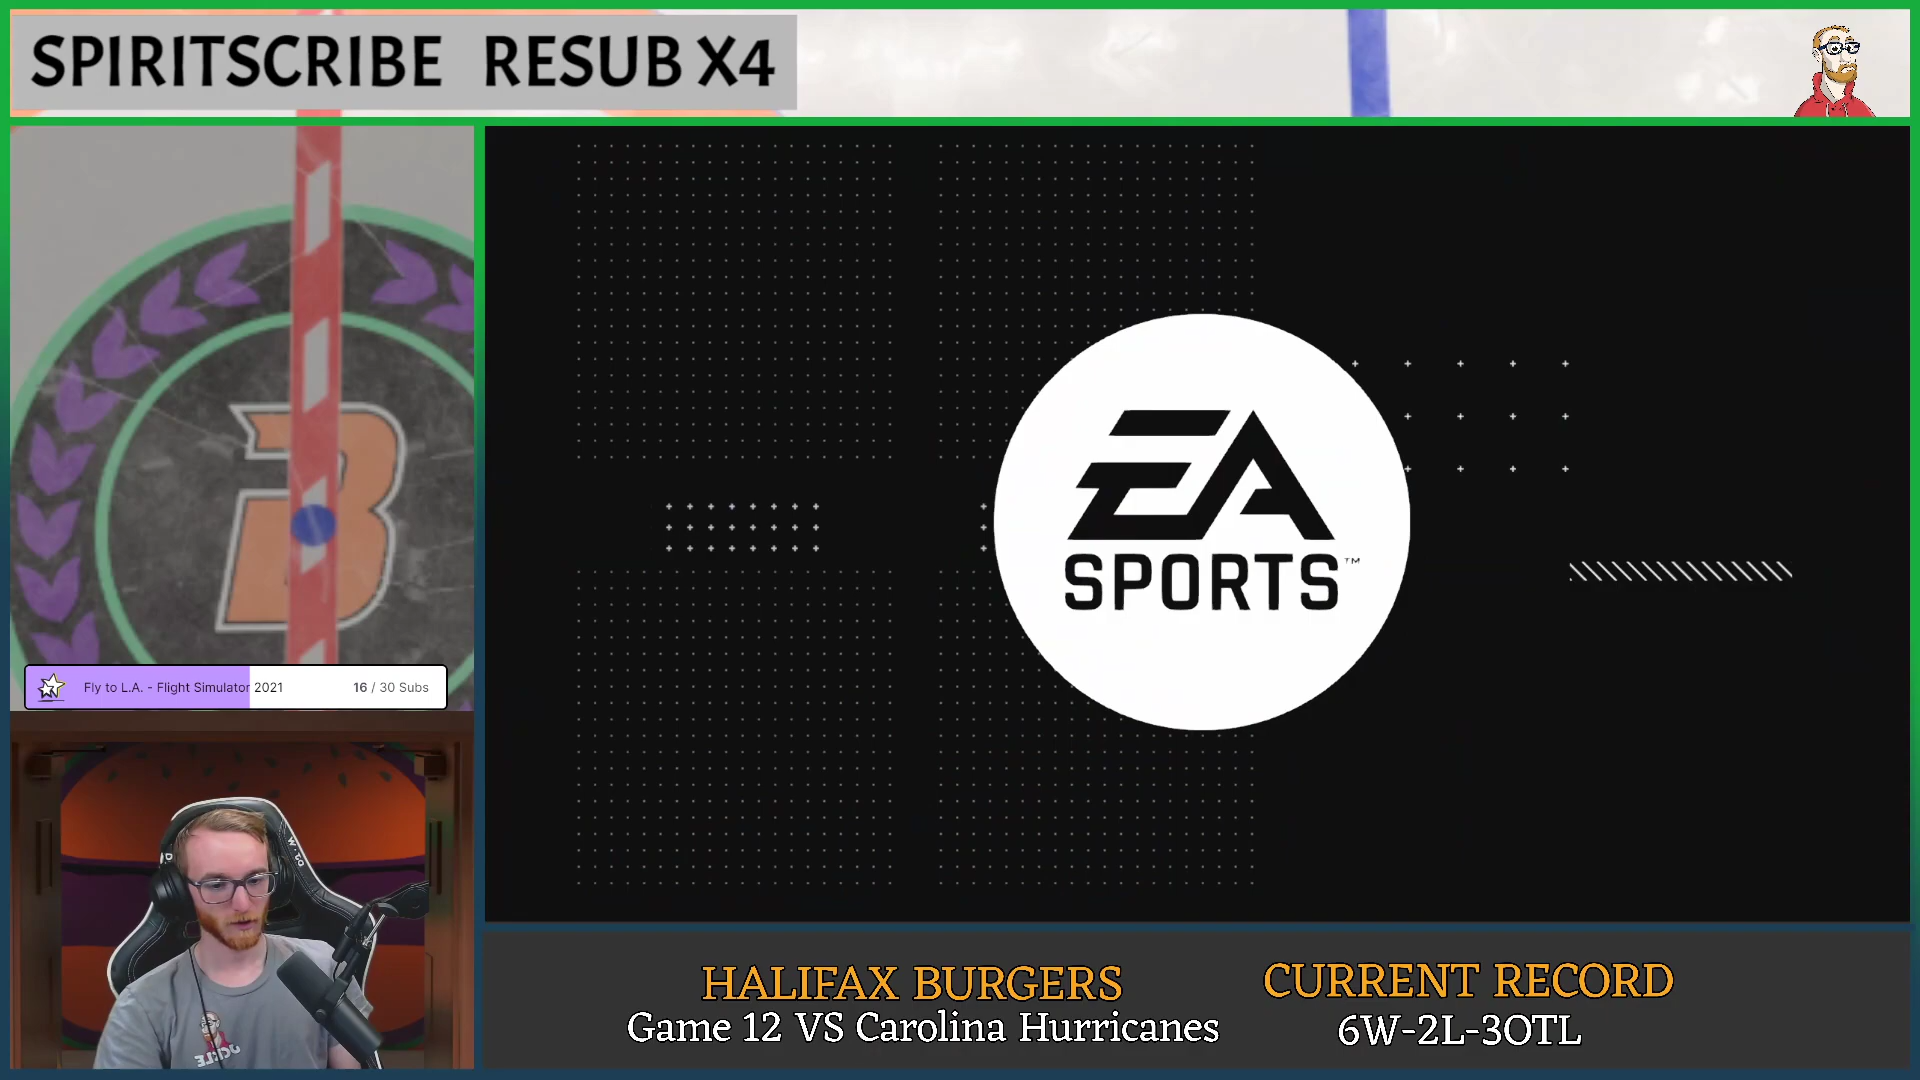 SPIRITSCRIBE RESUB X4
EA
SPORTS™
B
Fly to L.A. - Flight Simulator 2021
16 / 30 Subs
HALIFAX BURGERS
Game 12 VS Carolina Hurricanes
CURRENT RECORD
6W-2L-3OTL